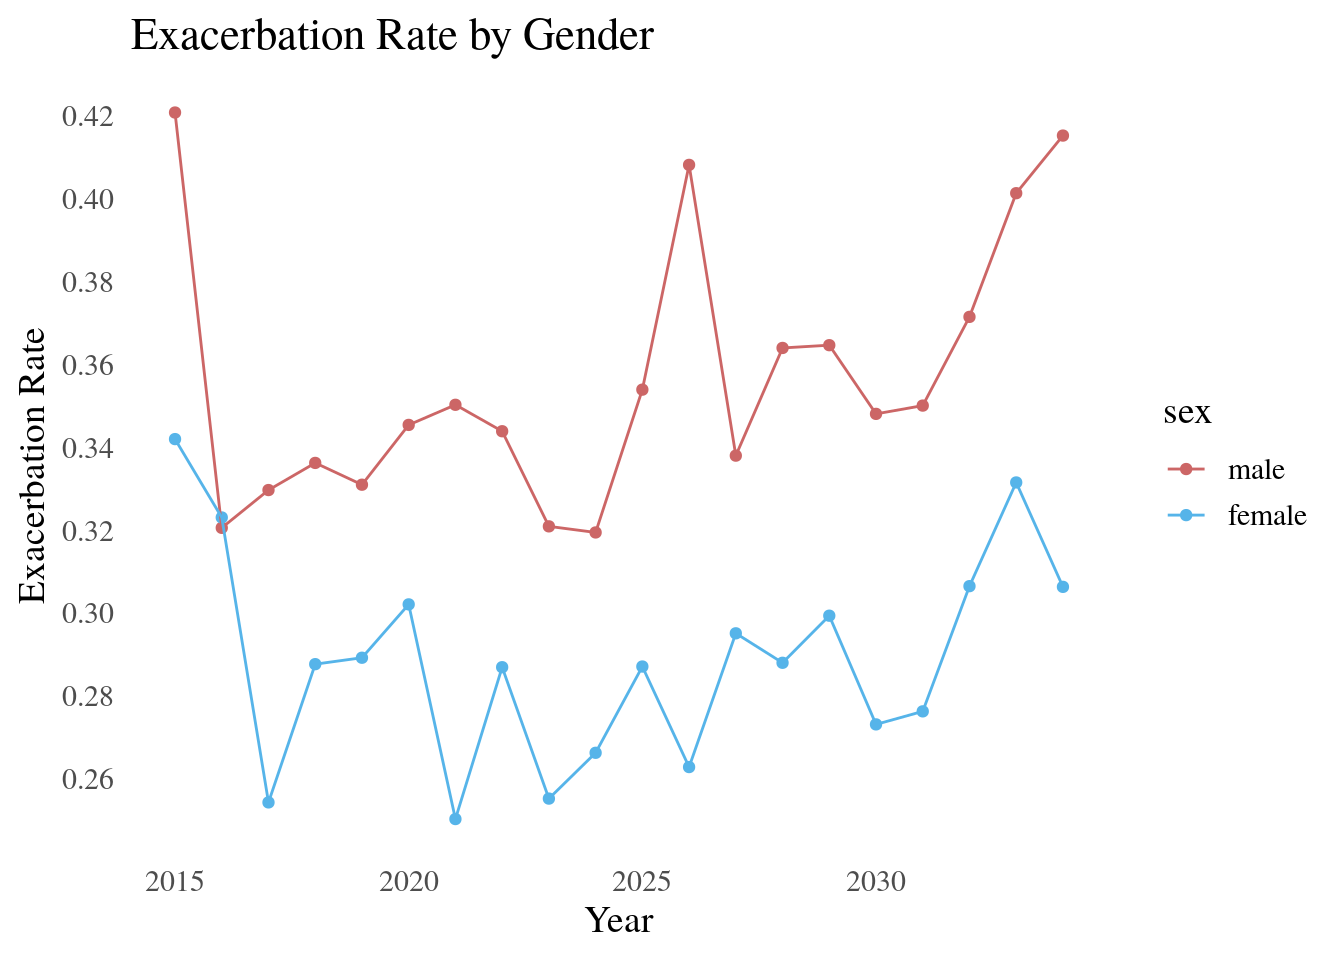 Exacerbation Rate by Gender
Exacerbation Rate
0.42
0.40
0.38
0.36
0.34
0.32
0.30
0.28
0.26
2015
2020
2025
2030
Year
sex
male
female